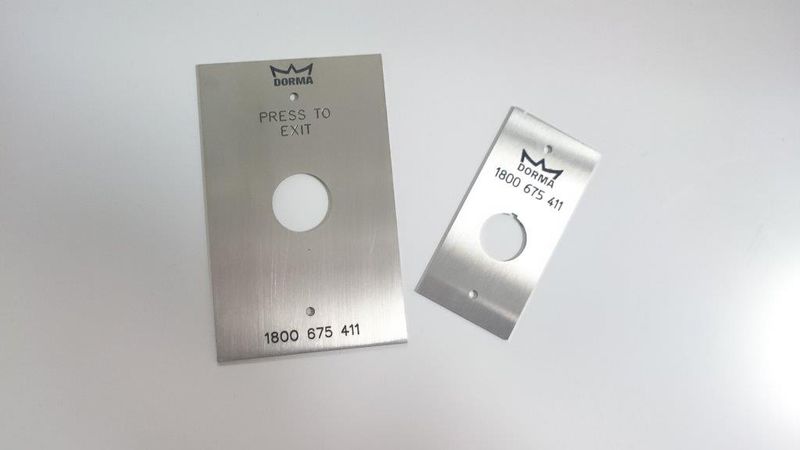 DORMA
PRESS TO
EXIT
1800 675 411
DORMA
1800 675 411